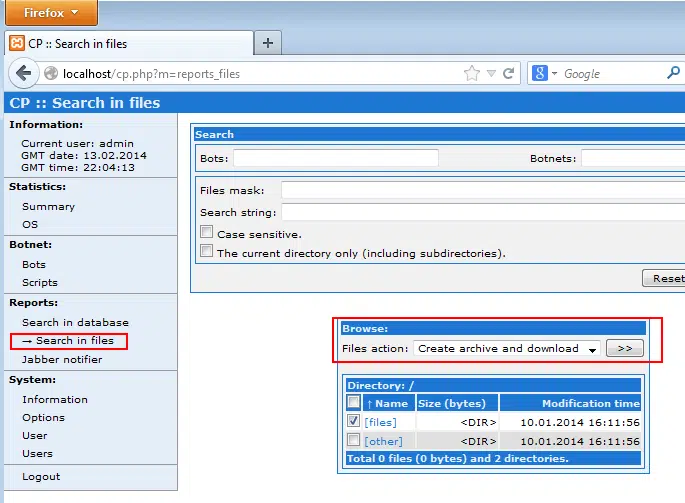 Firefox
CP :: Search in files
localhost/cp.php?m=reports_files
Google
CP :: Search in files
Information:
Current user: admin
GMT date: 13.02.2014
GMT time: 22:04:13
Statistics:
Summary
OS
Botnet:
Bots
Scripts
Reports:
Search in database
→ Search in files
Jabber notifier
System:
Information
Options
User
Users
Logout
Search
Bots: Botnets:
Files mask:
Search string:
Case sensitive.
The current directory only (including subdirectories).
Reset
Browse:
Files action: Create archive and download >>
Directory: /
↑ Name Size (bytes) Modification time
[files] <DIR> 10.01.2014 16:11:56
[other] <DIR> 10.01.2014 16:11:56
Total 0 files (0 bytes) and 2 directories.